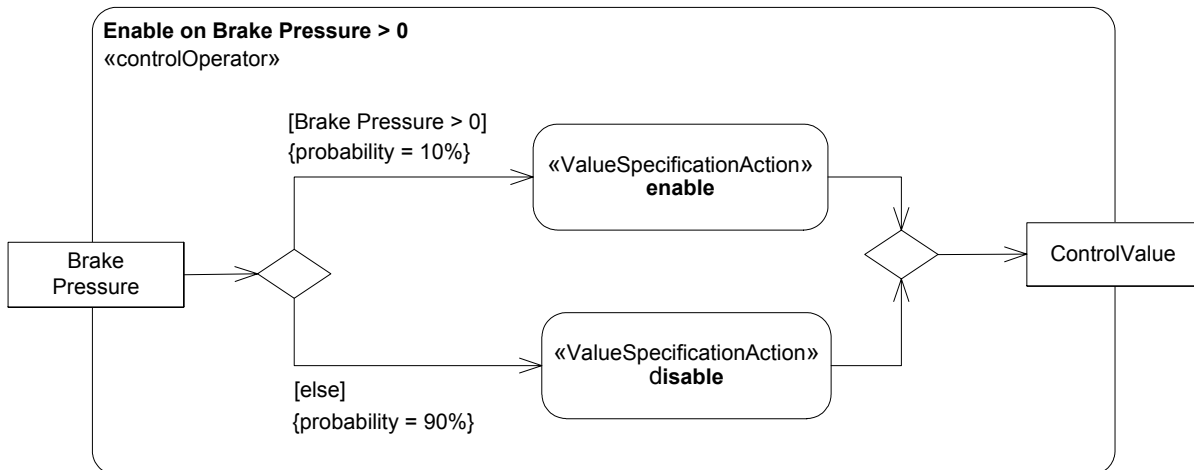 Enable on Brake Pressure > 0
«controlOperator»
[Brake Pressure > 0]
{probability = 10%}
«ValueSpecificationAction»
enable
Brake
Pressure
ControlValue
«ValueSpecificationAction»
disable
[else]
{probability = 90%}